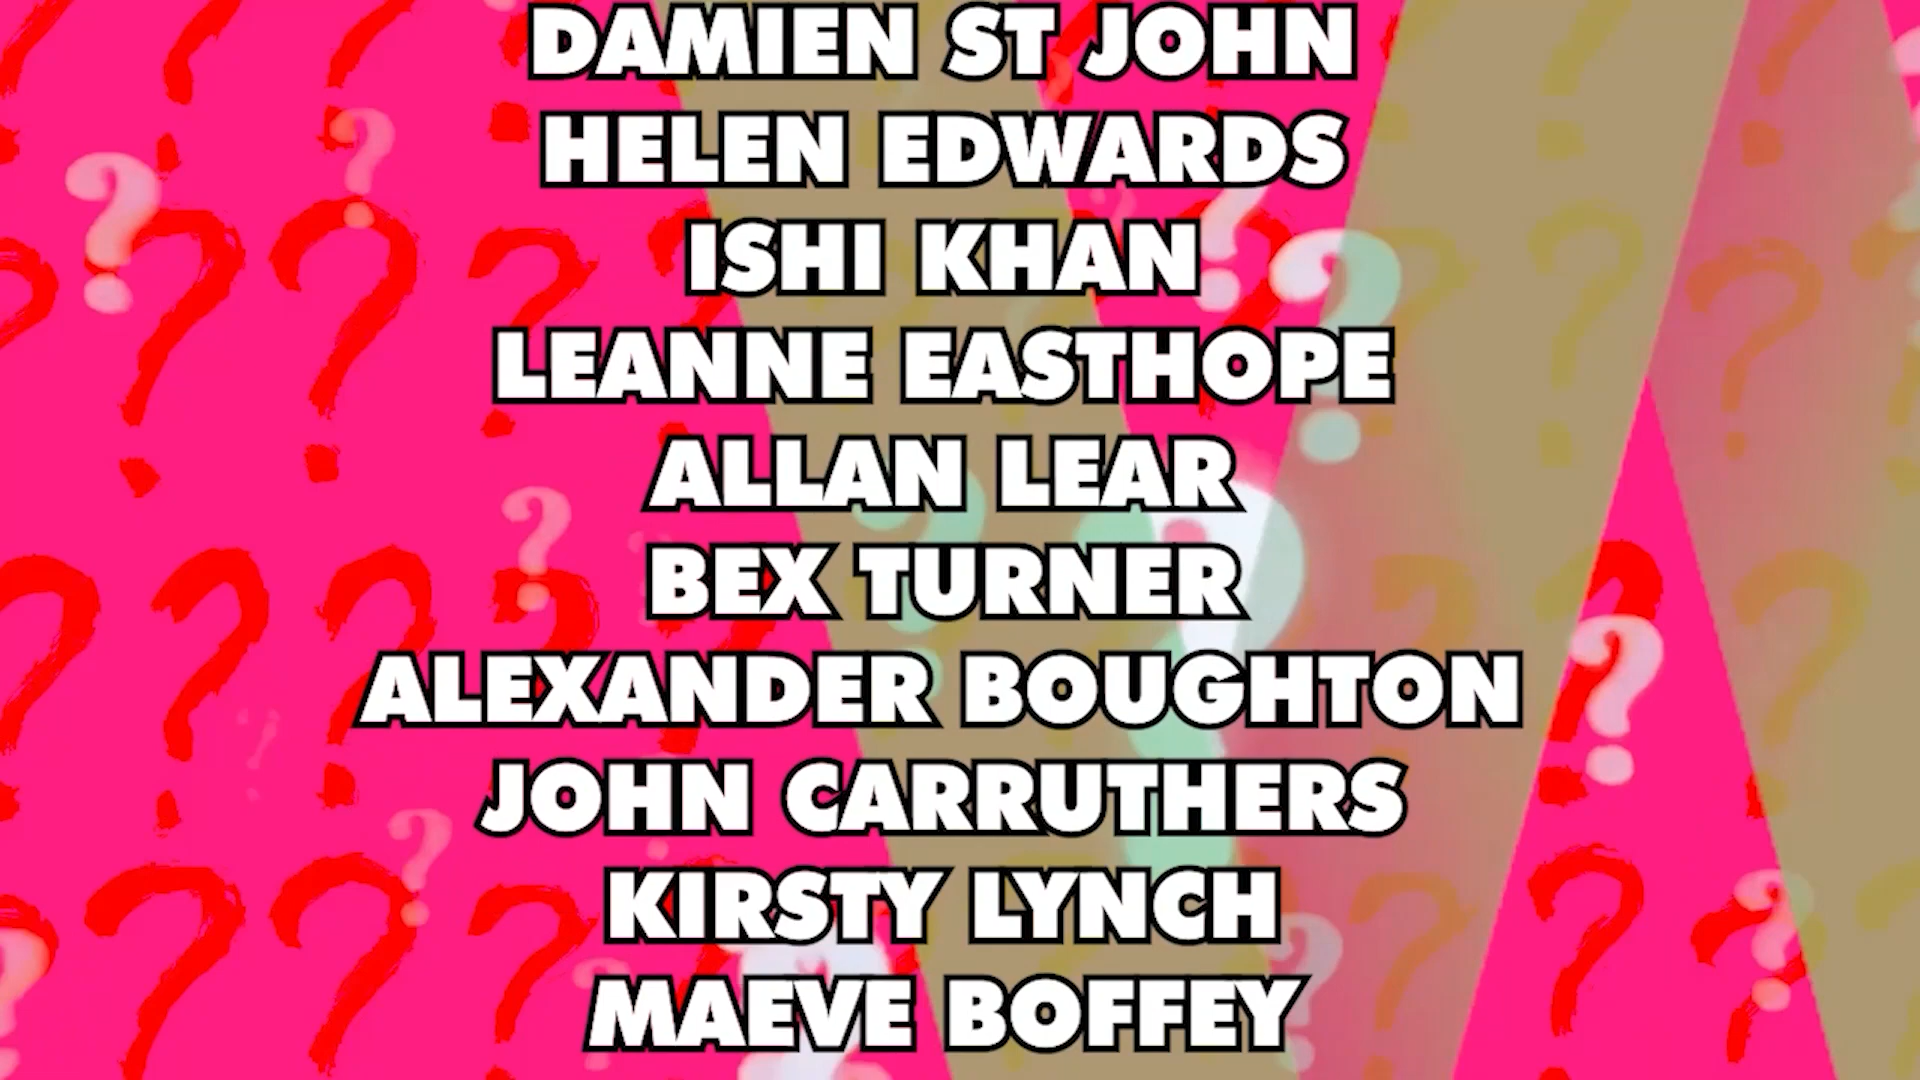 DAMIEN ST JOHN
HELEN EDWARDS
ISHI KHAN
LEANNE EASTHOPE
ALLAN LEAR
BEX TURNER
ALEXANDER BOUGHTON
JOHN CARRUTHERS
KIRSTY LYNCH
MAEVE BOFFEY